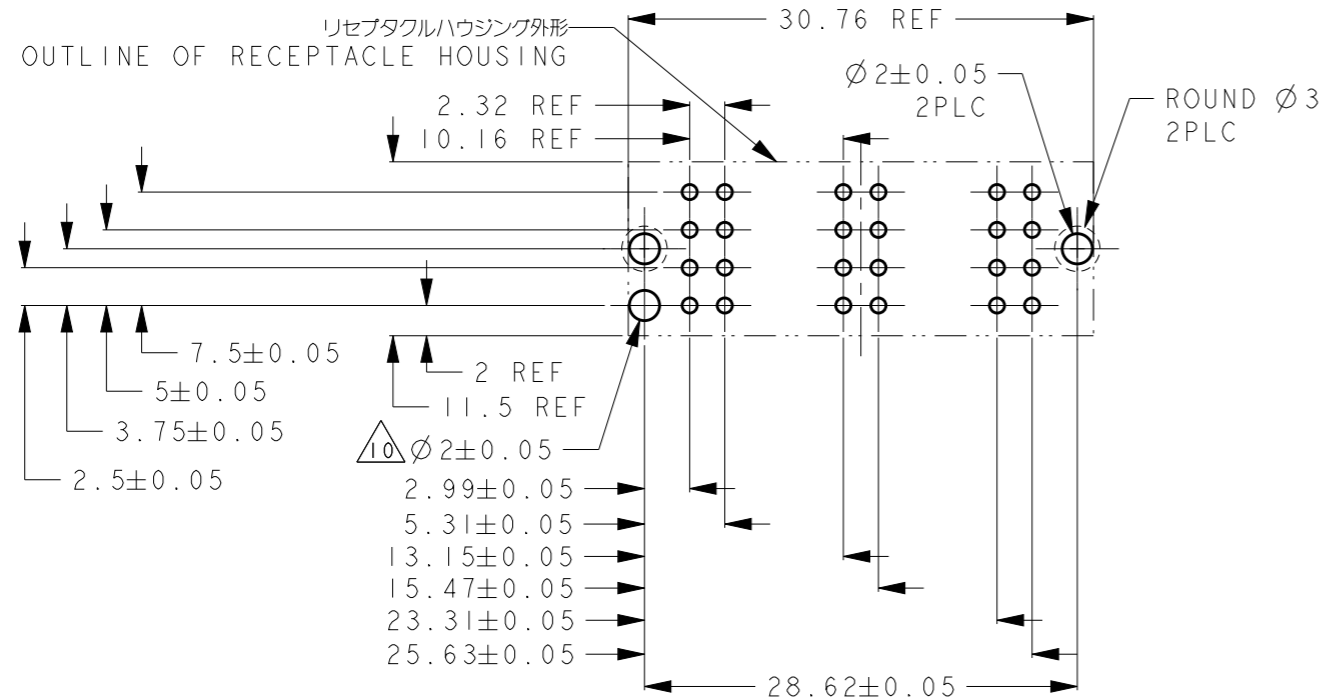 リセプタクルハウジング外形
OUTLINE OF RECEPTACLE HOUSING
30.76 REF
2.32 REF
10.16 REF
Ø2±0.05
2PLC
ROUND Ø3
2PLC
7.5±0.05
5±0.05
3.75±0.05
2.5±0.05
2 REF
11.5 REF
10 Ø2±0.05
2.99±0.05
5.31±0.05
13.15±0.05
15.47±0.05
23.31±0.05
25.63±0.05
28.62±0.05